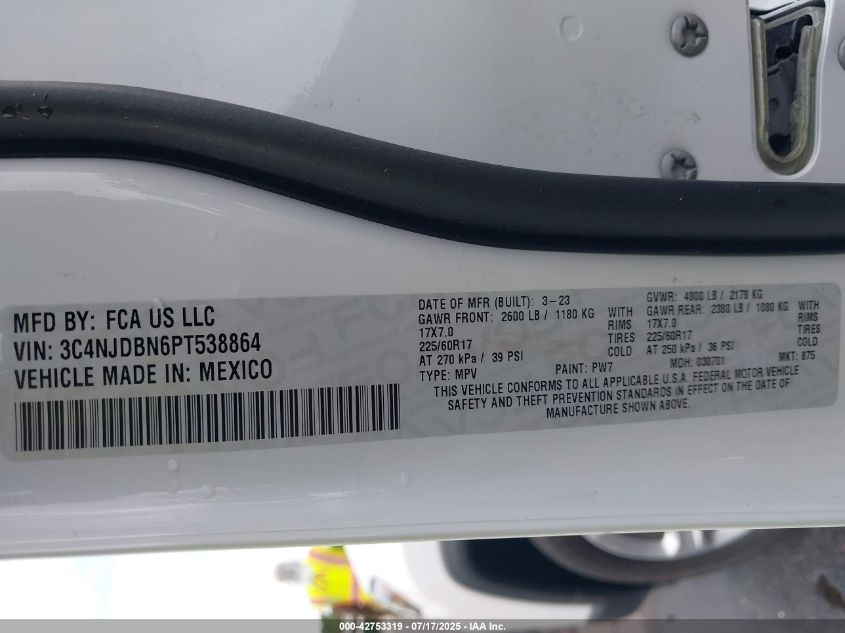 MFD BY: FCA US LLC
VIN: 3C4NJDBN6PT538864
VEHICLE MADE IN: MEXICO
DATE OF MFR (BUILT): 3-23
GAWR FRONT: 2600 LB / 1180 KG WITH
17X7.0 RIMS
225/60R17 TIRES
AT 270 kPa / 39 PSI COLD
TYPE: MPV PAINT: PW7
GVWR: 4800 LB / 2178 KG
GAWR REAR: 2380 LB / 1080 KG WITH
17X7.0 RIMS
225/60R17 TIRES
AT 250 kPa / 36 PSI COLD
MDH: 030701 MKT: 875
THIS VEHICLE CONFORMS TO ALL APPLICABLE U.S.A. FEDERAL MOTOR VEHICLE
SAFETY AND THEFT PREVENTION STANDARDS IN EFFECT ON THE DATE OF
MANUFACTURE SHOWN ABOVE.
000-42753319 - 07/17/2025 - IAA Inc.